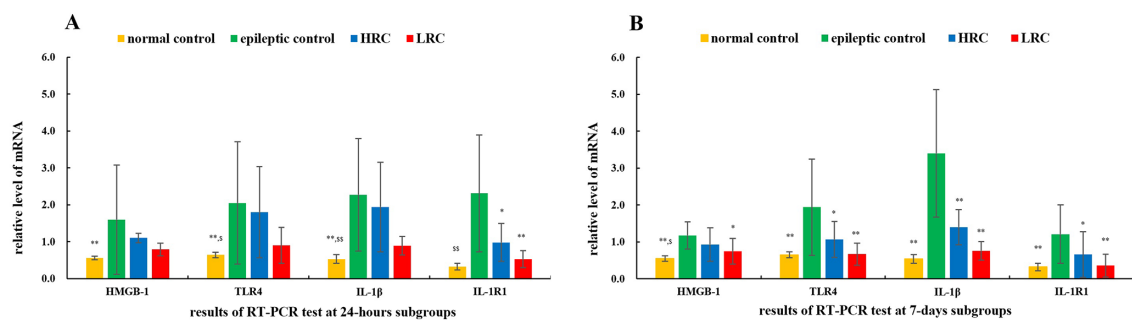 A
normal control epileptic control HRC LRC
6.0
5.0
4.0
3.0
2.0
1.0
0.0
relative level of mRNA
** **,$ **,$$ $$ * **
HMGB-1 TLR4 IL-1β IL-1R1
results of RT-PCR test at 24-hours subgroups
B
normal control epileptic control HRC LRC
6.0
5.0
4.0
3.0
2.0
1.0
0.0
relative level of mRNA
**,$ * ** * ** ** ** ** ** * **
HMGB-1 TLR4 IL-1β IL-1R1
results of RT-PCR test at 7-days subgroups